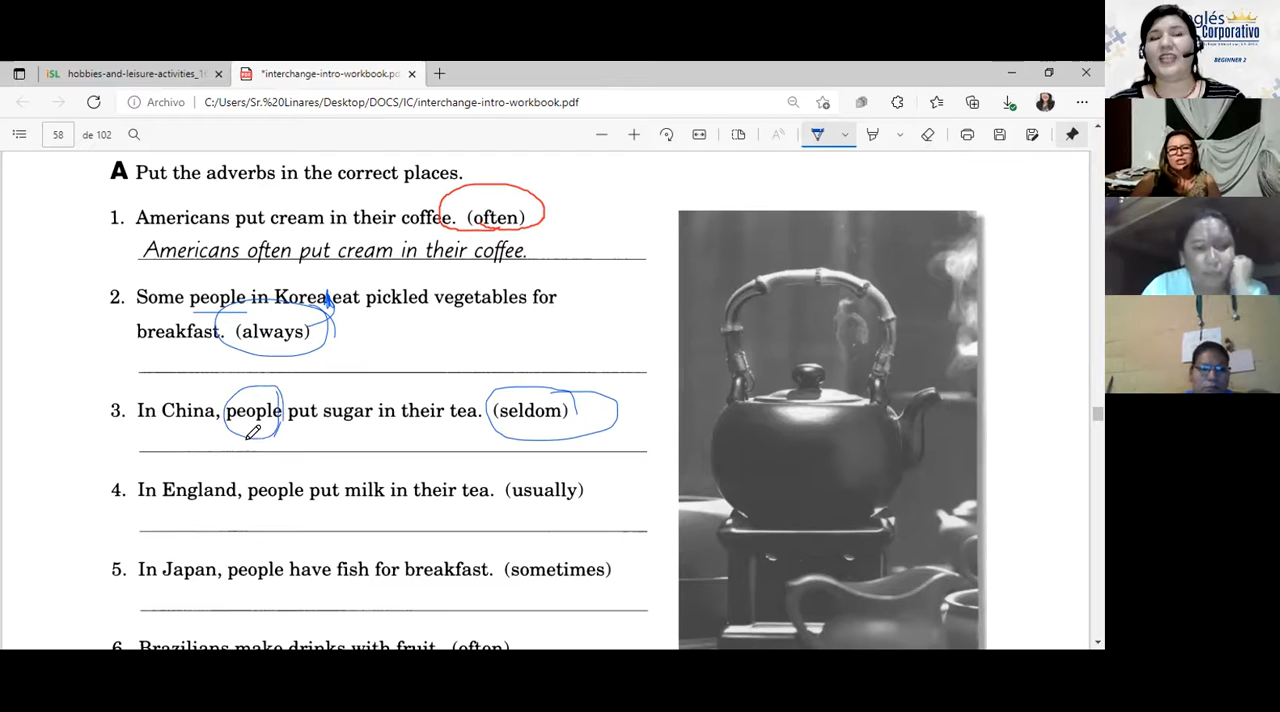 hobbies-and-leisure-activities_1
*interchange-intro-workbook.pd
Archivo C:/Users/Sr.%20Linares/Desktop/DOCS/IC/interchange-intro-workbook.pdf
58 de 102
A Put the adverbs in the correct places.
1. Americans put cream in their coffee. (often)
Americans often put cream in their coffee.
2. Some people in Korea eat pickled vegetables for
breakfast. (always)
3. In China, people put sugar in their tea. (seldom)
4. In England, people put milk in their tea. (usually)
5. In Japan, people have fish for breakfast. (sometimes)
6. Brazilians make drinks with fruit. (often)
nglés
Corporativo
BEGINNER 2